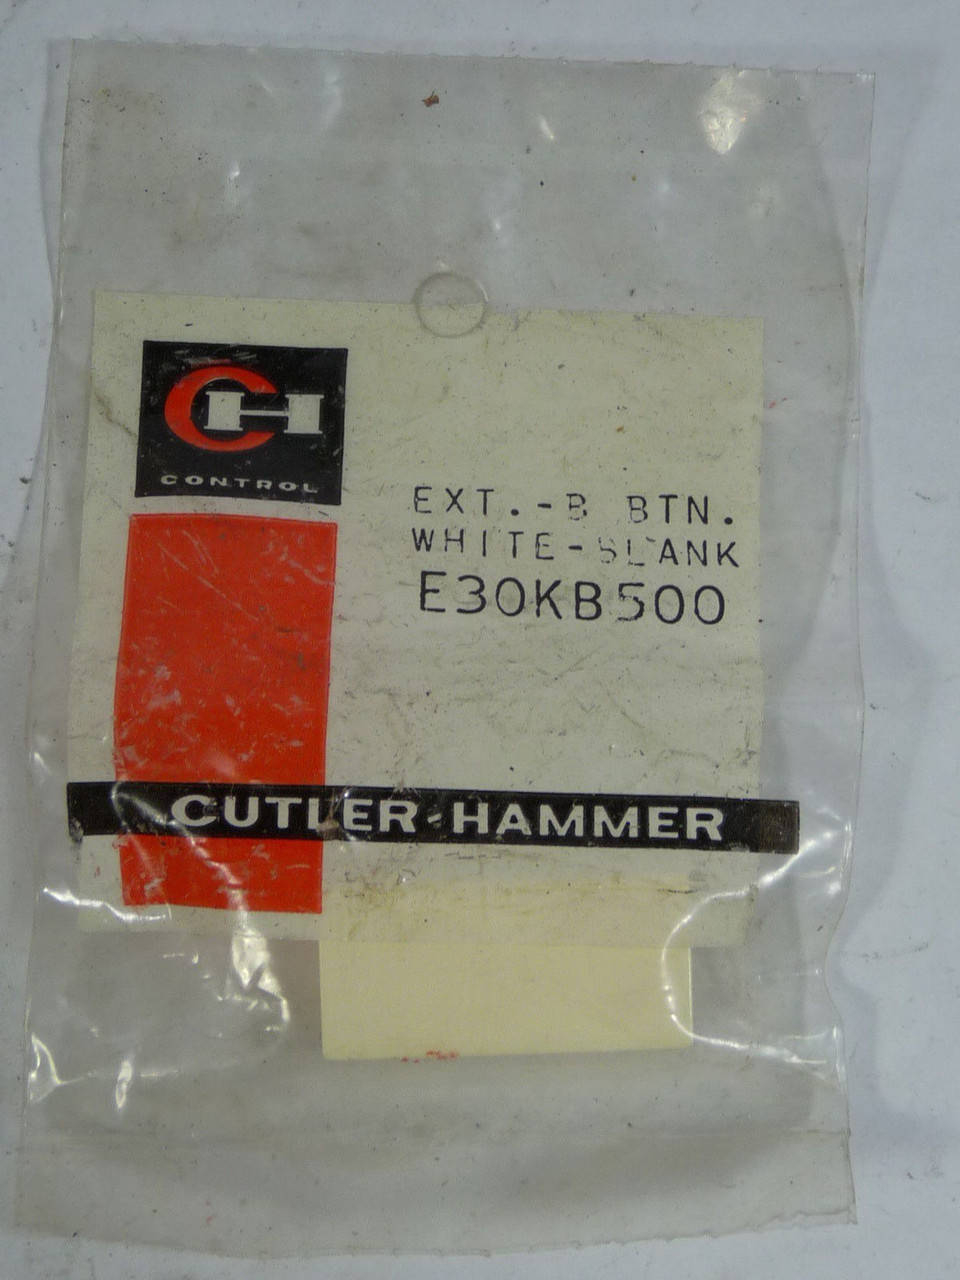 CH
CONTROL
EXT.-B BTN.
WHITE-BLANK
E30KB500
CUTLER-HAMMER